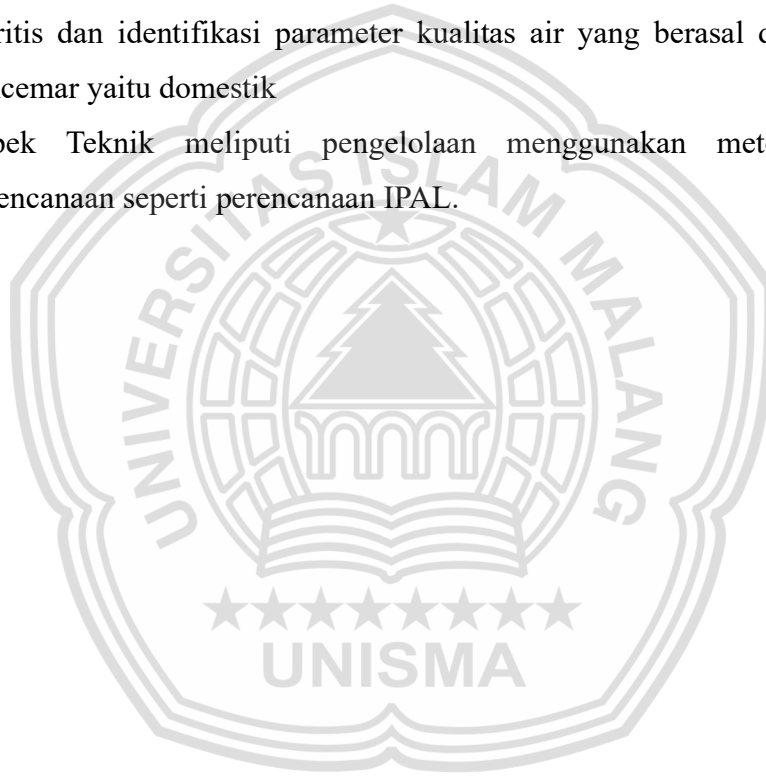 ritis dan identifikasi parameter kualitas air yang berasal d
cemar yaitu domestik
pek Teknik meliputi pengelolaan menggunakan met
encanaan seperti perencanaan IPAL.
UNIVERSITAS ISLAM MALANG
UNISMA